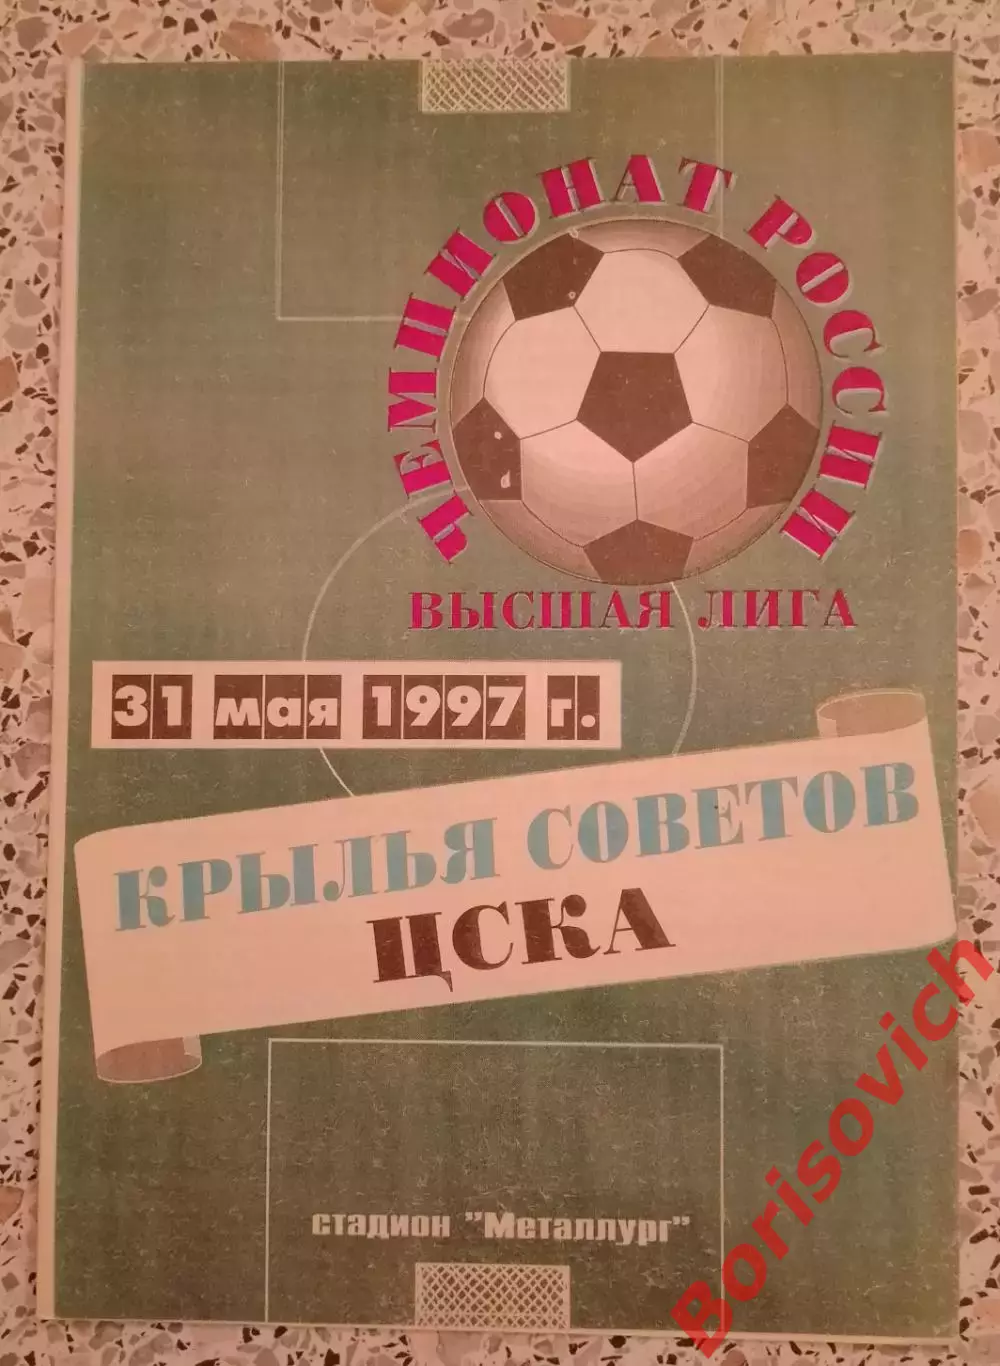 ЧЕМПИОНАТ РОССИИ
ВЫСШАЯ ЛИГА
31 мая 1997 г.
КРЫЛЬЯ СОВЕТОВ
ЦСКА
стадион "Металлург"
Borisovich